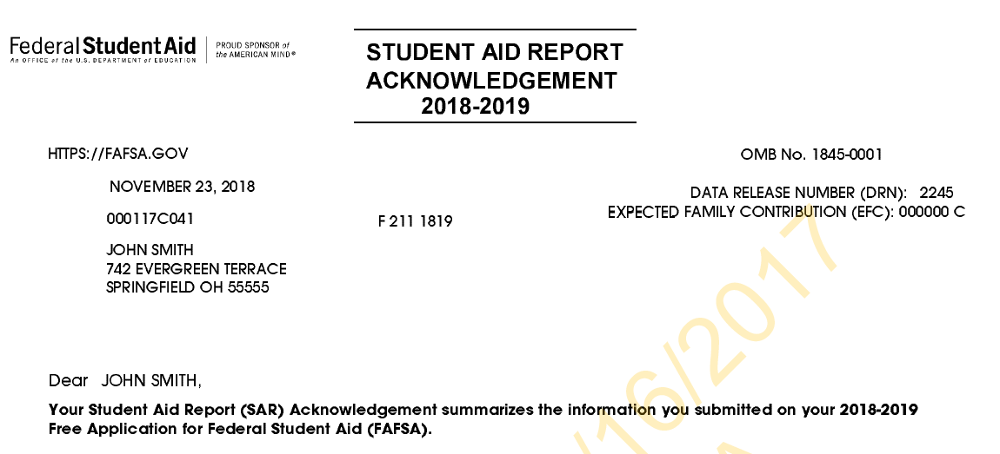 Federal Student Aid
An OFFICE of the U.S. DEPARTMENT of EDUCATION
PROUD SPONSOR of
the AMERICAN MIND®
STUDENT AID REPORT
ACKNOWLEDGEMENT
2018-2019
HTTPS://FAFSA.GOV
OMB No. 1845-0001
NOVEMBER 23, 2018
DATA RELEASE NUMBER (DRN): 2245
EXPECTED FAMILY CONTRIBUTION (EFC): 000000 C
000117C041
F 211 1819
JOHN SMITH
742 EVERGREEN TERRACE
SPRINGFIELD OH 55555
Dear JOHN SMITH,
Your Student Aid Report (SAR) Acknowledgement summarizes the information you submitted on your 2018-2019
Free Application for Federal Student Aid (FAFSA).
/16/2017